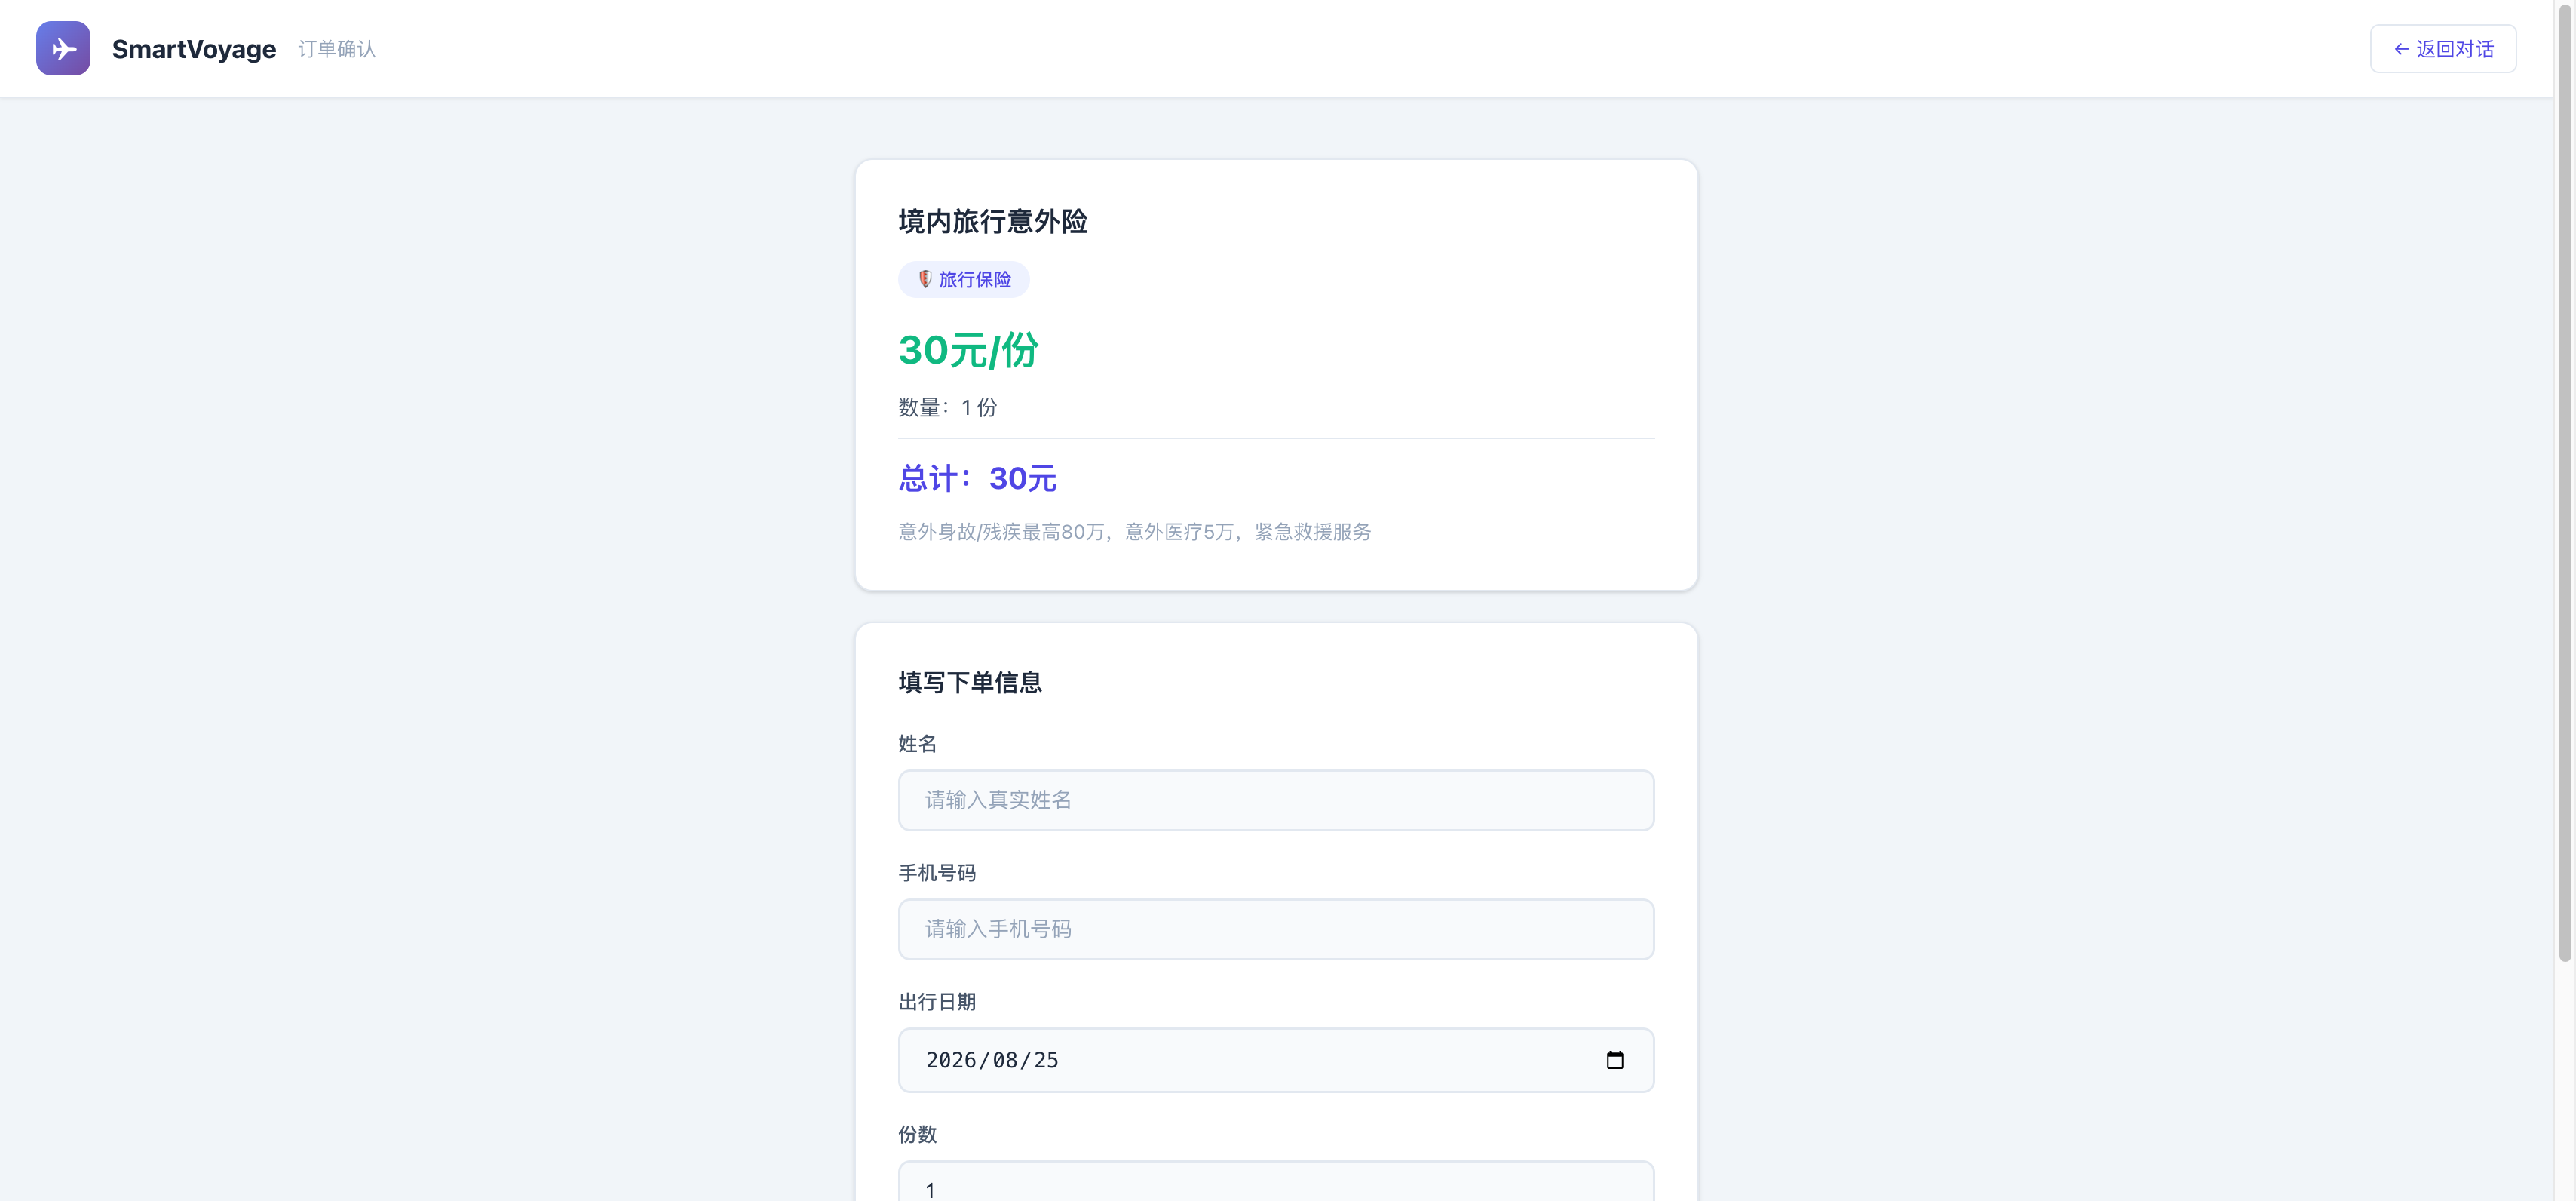 SmartVoyage 订单确认
← 返回对话
境内旅行意外险
旅行保险
30元/份
数量：1 份
总计：30元
意外身故/残疾最高80万，意外医疗5万，紧急救援服务
填写下单信息
姓名
请输入真实姓名
手机号码
请输入手机号码
出行日期
2026/08/25
份数
1